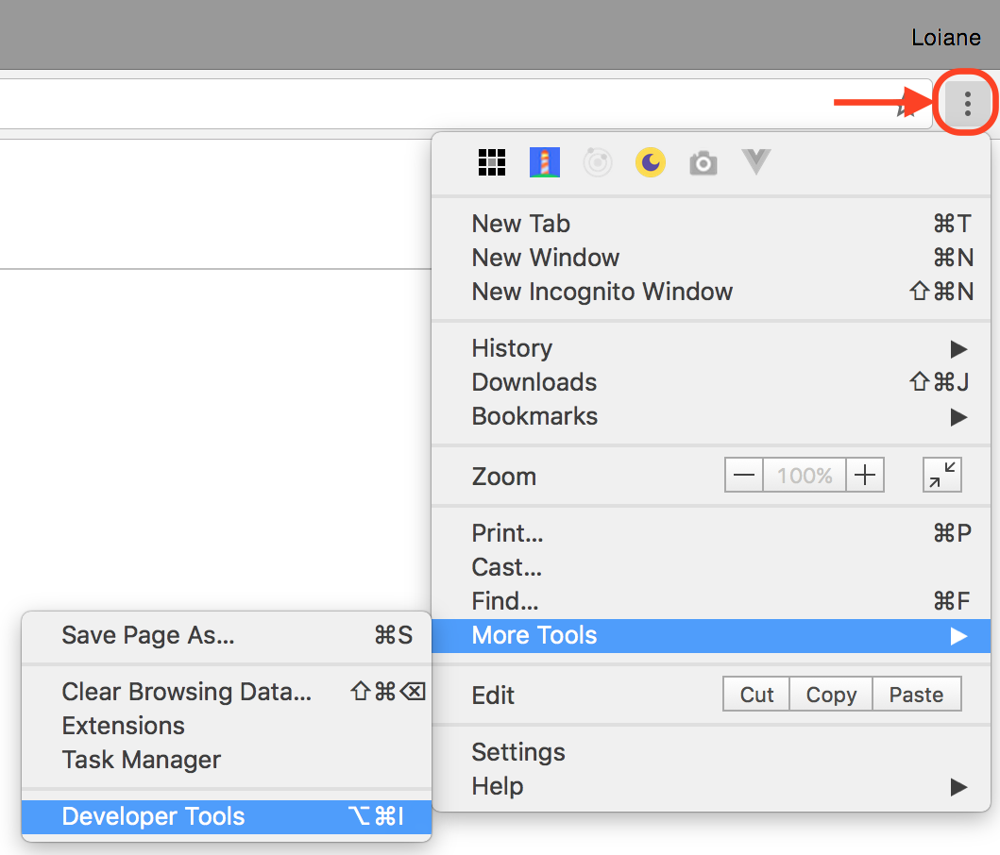 Loiane
New Tab ⌘T
New Window ⌘N
New Incognito Window ⇧⌘N
History ▶
Downloads ⇧⌘J
Bookmarks ▶
Zoom — 100% +
Print... ⌘P
Cast...
Find... ⌘F
More Tools ▶
Edit Cut Copy Paste
Settings
Help ▶
Save Page As... ⌘S
Clear Browsing Data... ⇧⌘⌫
Extensions
Task Manager
Developer Tools ⌥⌘I